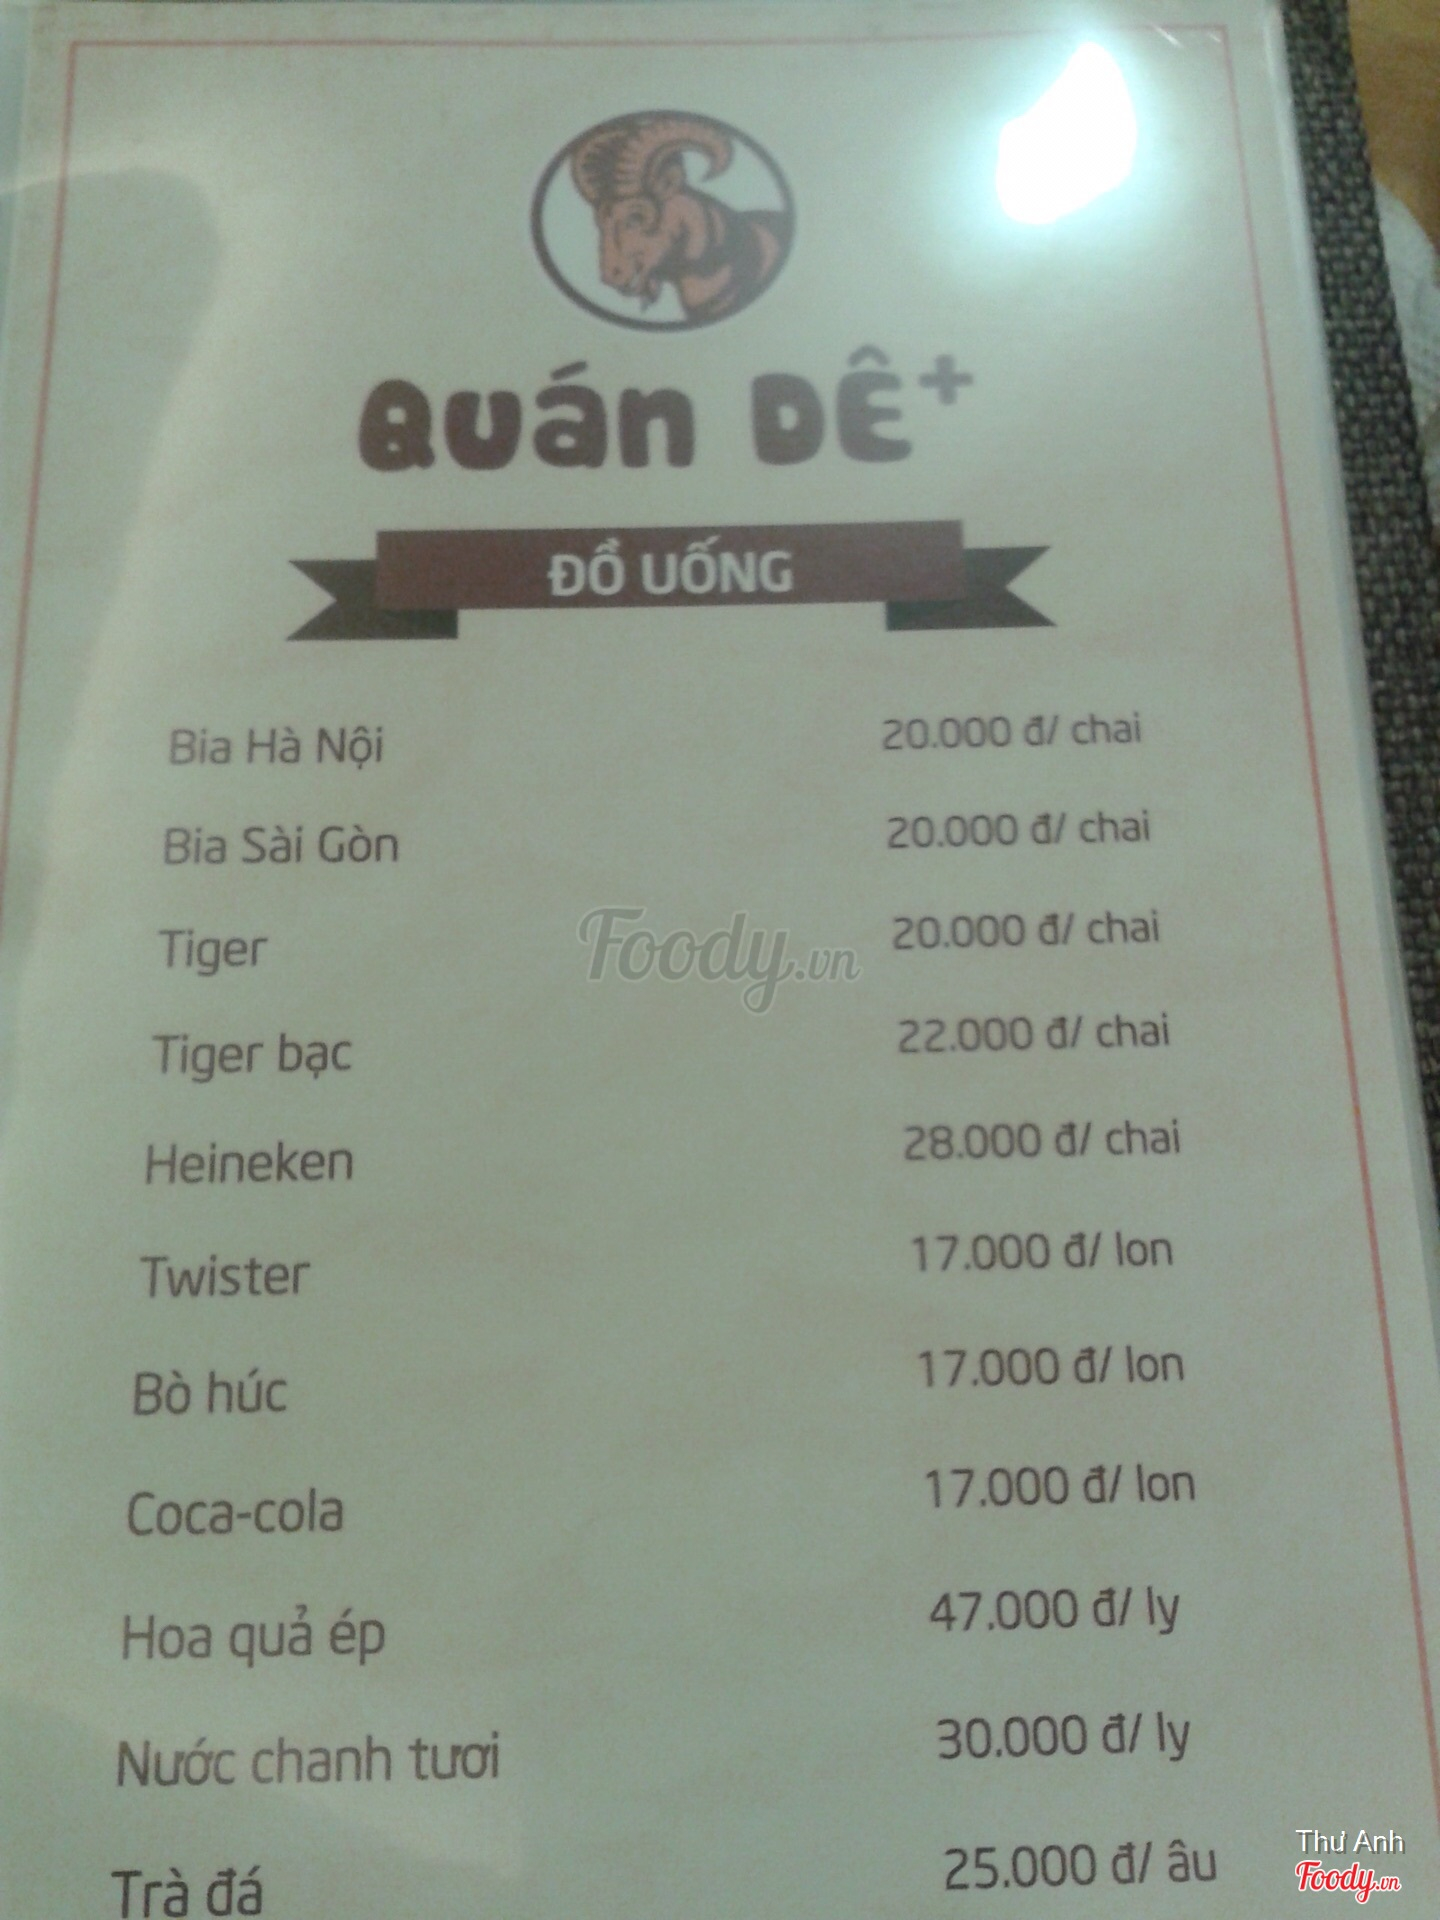 Quán Dê+
ĐỒ UỐNG
Bia Hà Nội 20.000 đ/ chai
Bia Sài Gòn 20.000 đ/ chai
Tiger 20.000 đ/ chai
Foody.vn
Tiger bạc 22.000 đ/ chai
Heineken 28.000 đ/ chai
Twister 17.000 đ/ lon
Bò húc 17.000 đ/ lon
Coca-cola 17.000 đ/ lon
Hoa quả ép 47.000 đ/ ly
Nước chanh tươi 30.000 đ/ ly
Trà đá 25.000 đ/ âu
Thư Anh
Foody.vn